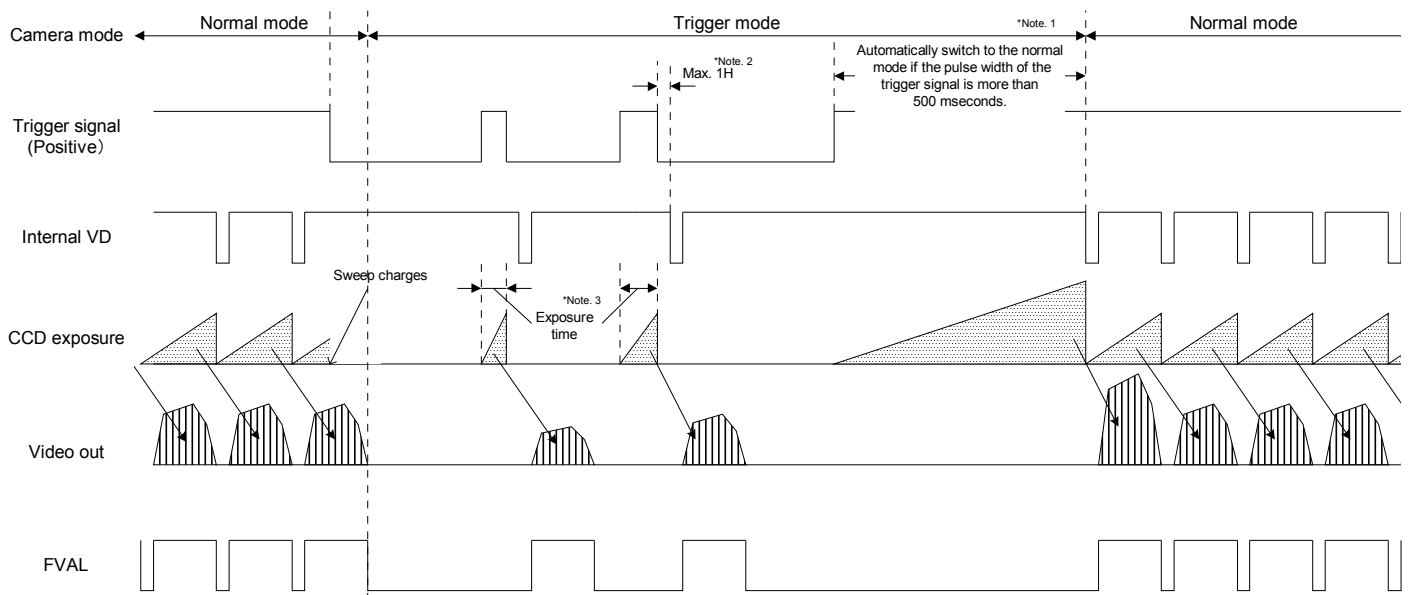 Camera mode
Normal mode
Trigger mode
*Note. 1
Normal mode
*Note. 2
Max. 1H
Automatically switch to the normal
mode if the pulse width of the
trigger signal is more than
500 mseconds.
Trigger signal
(Positive）
Internal VD
Sweep charges
*Note. 3
Exposure
time
CCD exposure
Video out
FVAL